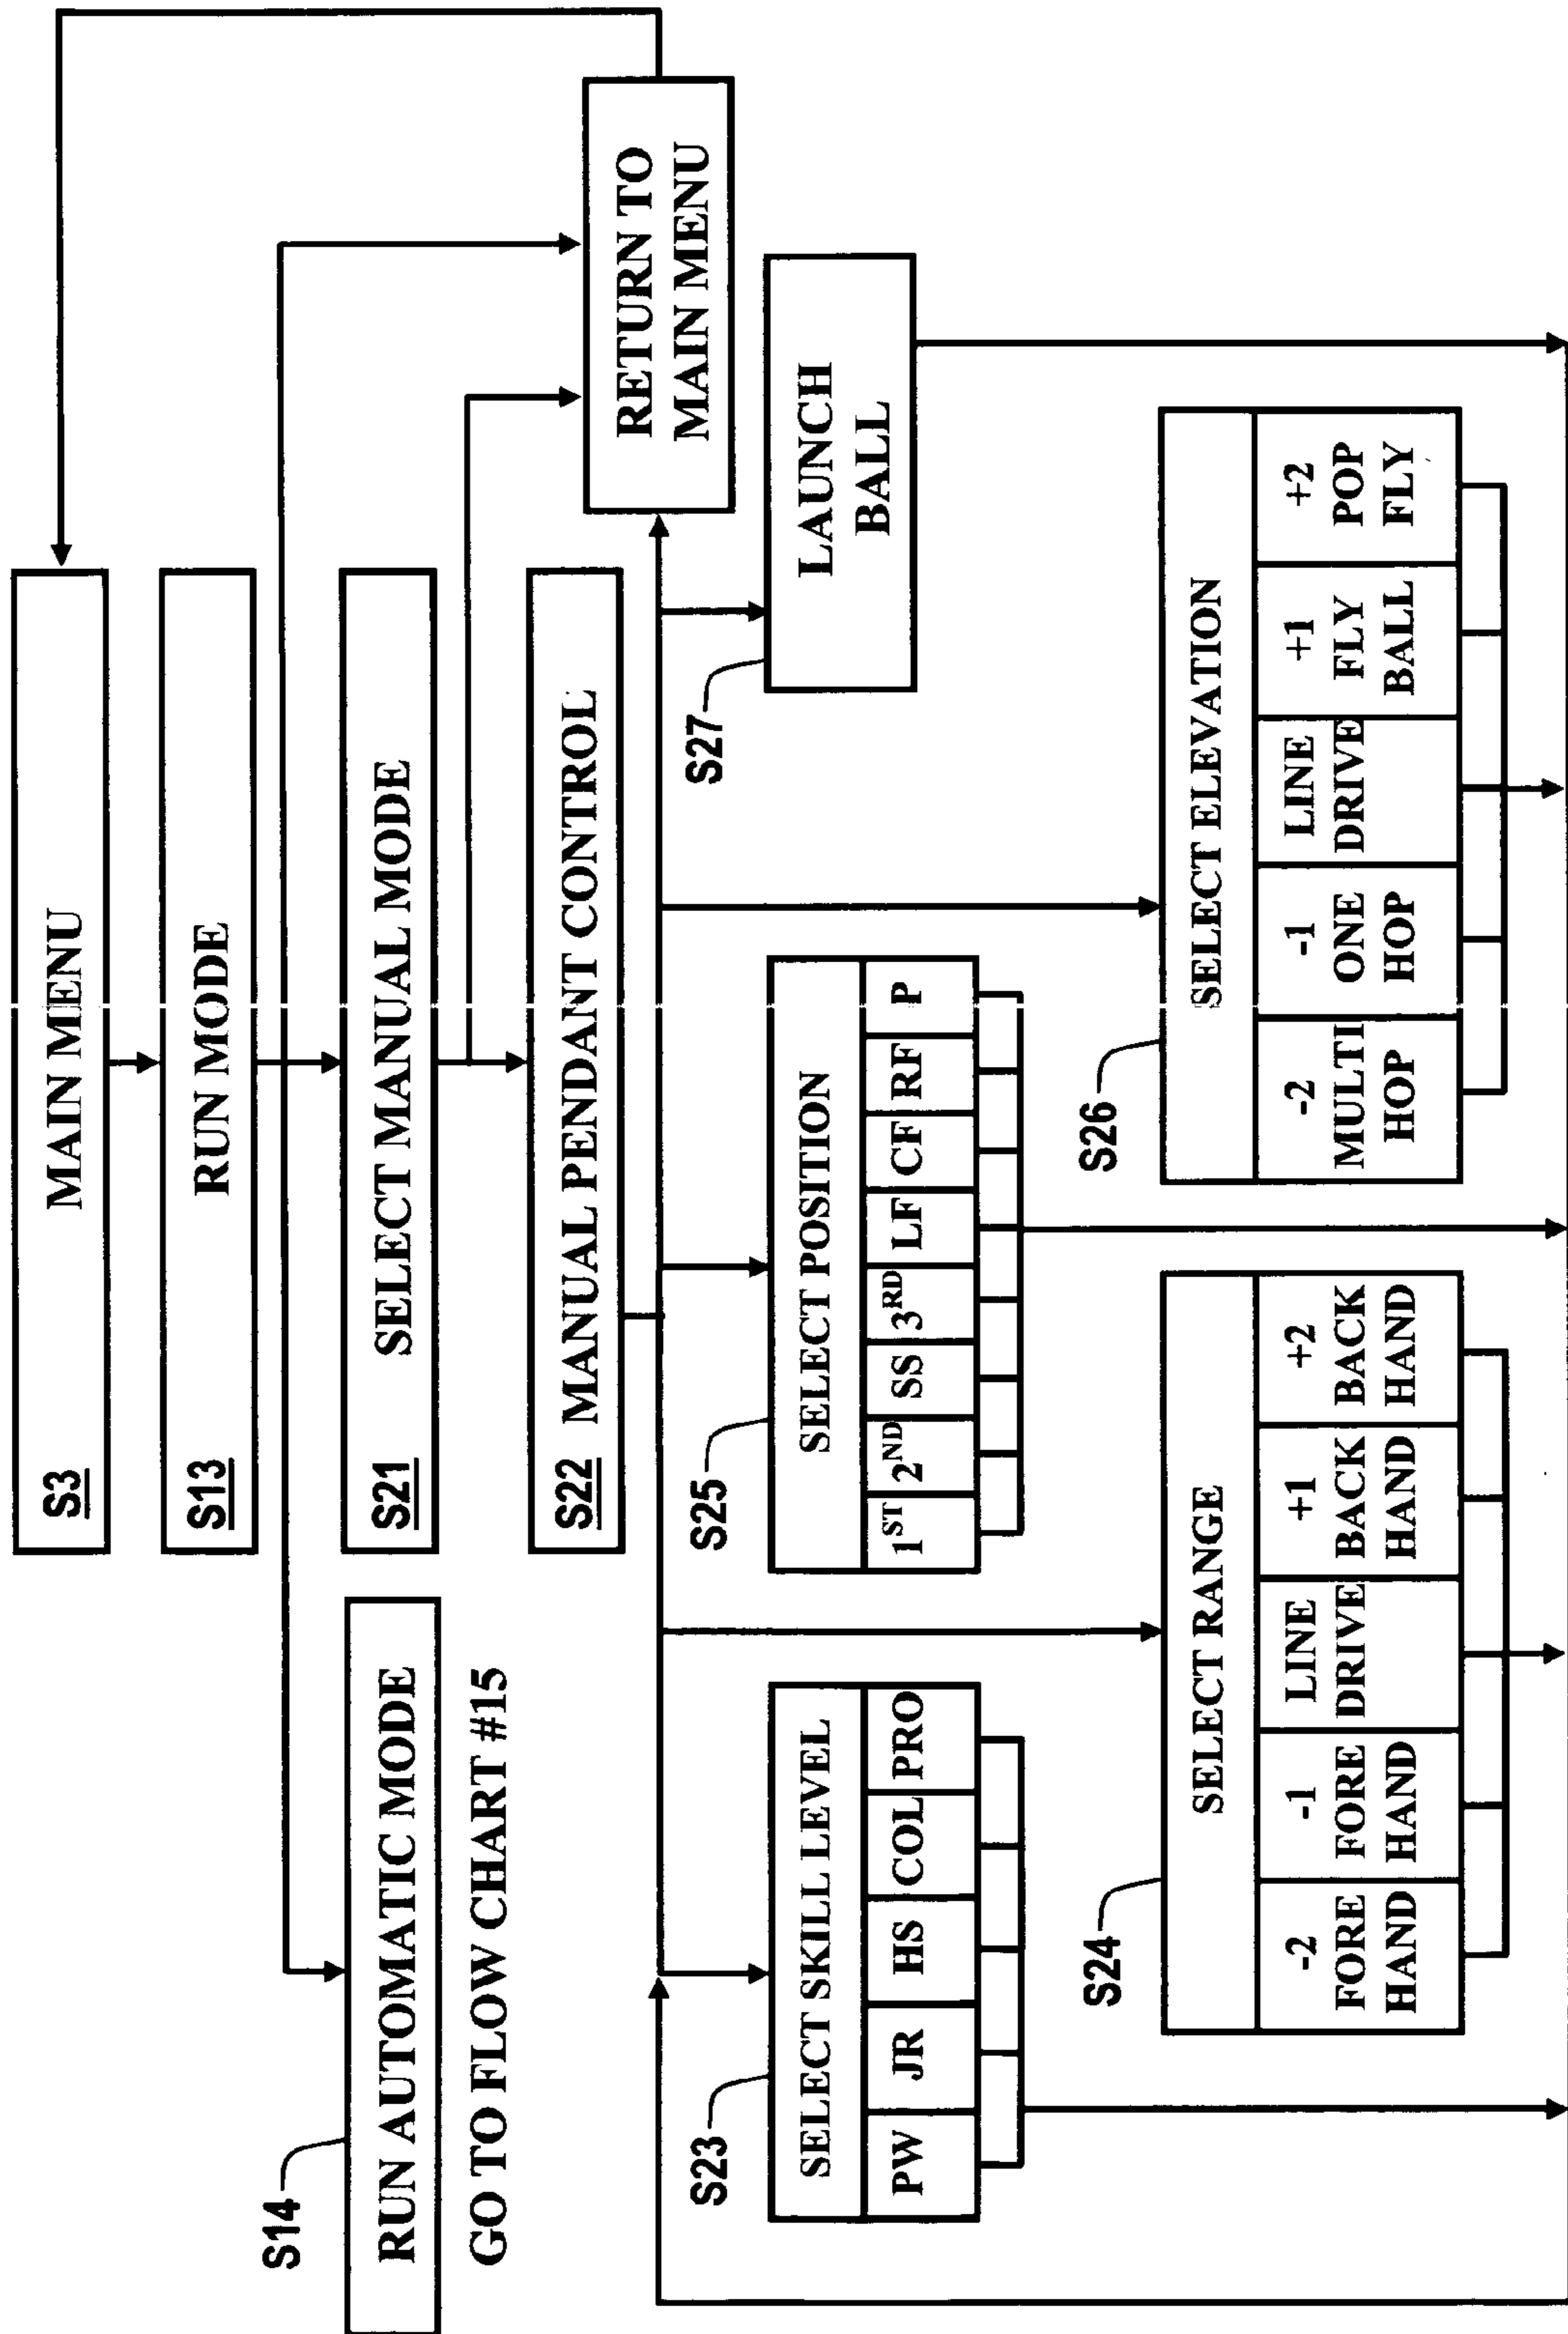 S3
MAIN MENU
S13
RUN MODE
S14
RUN AUTOMATIC MODE
GO TO FLOW CHART #15
S21
SELECT MANUAL MODE
S22
MANUAL PENDANT CONTROL
RETURN TO
MAIN MENU
S23
SELECT SKILL LEVEL
PW JR HS COL PRO
S25
SELECT POSITION
1ST 2ND SS 3RD LF CF RF P
S27
LAUNCH
BALL
S24
SELECT RANGE
-2
FORE
HAND
-1
FORE
HAND
LINE
DRIVE
+1
BACK
HAND
+2
BACK
HAND
S26
SELECT ELEVATION
-2
MULTI
HOP
-1
ONE
HOP
LINE
DRIVE
+1
FLY
BALL
+2
POP
FLY